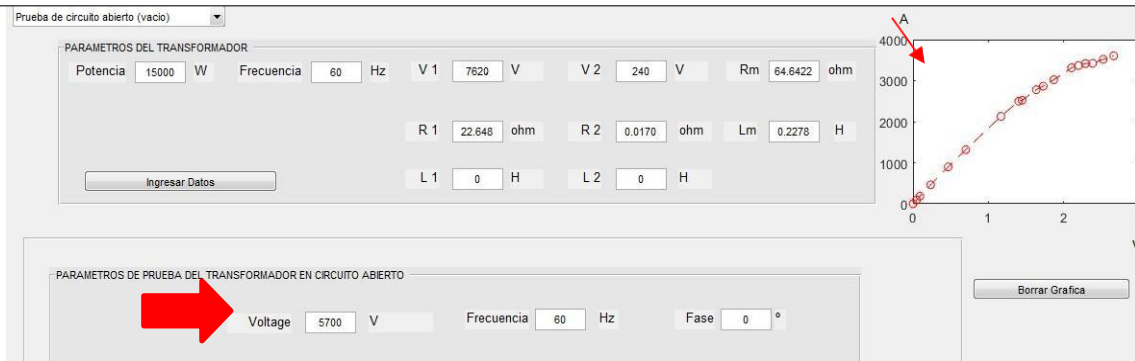 Prueba de circuito abierto (vacio)
PARAMETROS DEL TRANSFORMADOR
Potencia 15000 W Frecuencia 60 Hz V 1 7620 V V 2 240 V Rm 64.6422 ohm
R 1 22.648 ohm R 2 0.0170 ohm Lm 0.2278 H
Ingresar Datos L 1 0 H L 2 0 H
A
4000
3000
2000
1000
0
0 1 2
PARAMETROS DE PRUEBA DEL TRANSFORMADOR EN CIRCUITO ABIERTO
Voltage 5700 V Frecuencia 60 Hz Fase 0 º
Borrar Grafica